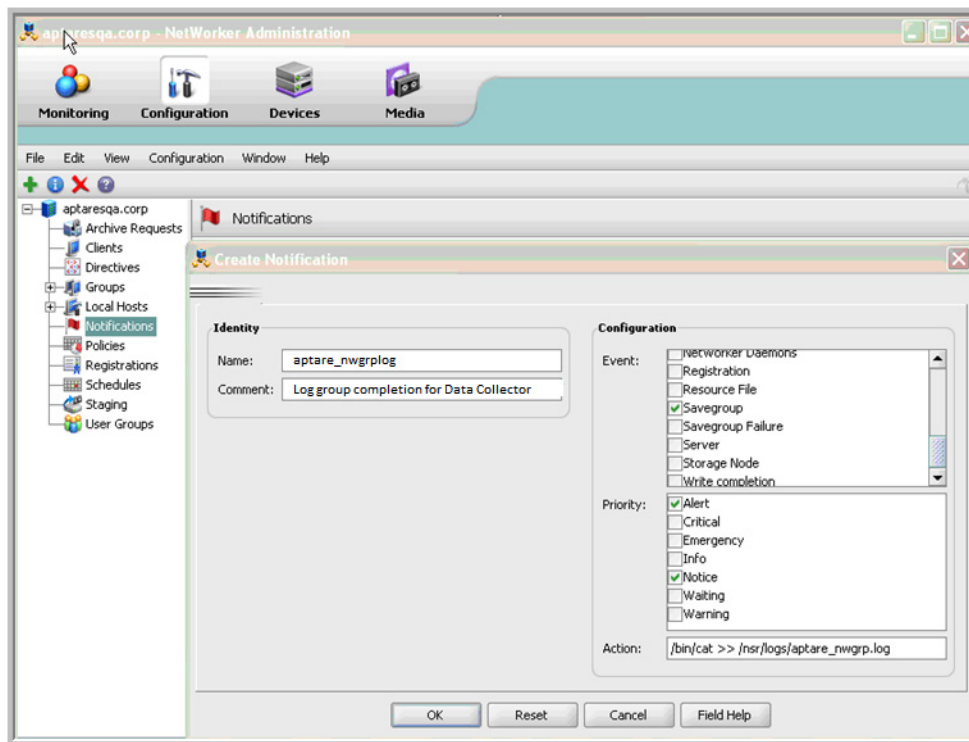 aptaresqa.corp - NetWorker Administration
Monitoring Configuration Devices Media
File Edit View Configuration Window Help
aptaresqa.corp
Archive Requests
Clients
Directives
Groups
Local Hosts
Notifications
Policies
Registrations
Schedules
Staging
User Groups
Notifications
Create Notification
Identity
Name: aptare_nwgrplog
Comment: Log group completion for Data Collector
Configuration
Event:
NetWorker Daemons
Registration
Resource File
Savegroup
Savegroup Failure
Server
Storage Node
Write completion
Priority:
Alert
Critical
Emergency
Info
Notice
Waiting
Warning
Action: /bin/cat >> /nsr/logs/aptare_nwgrp.log
OK Reset Cancel Field Help